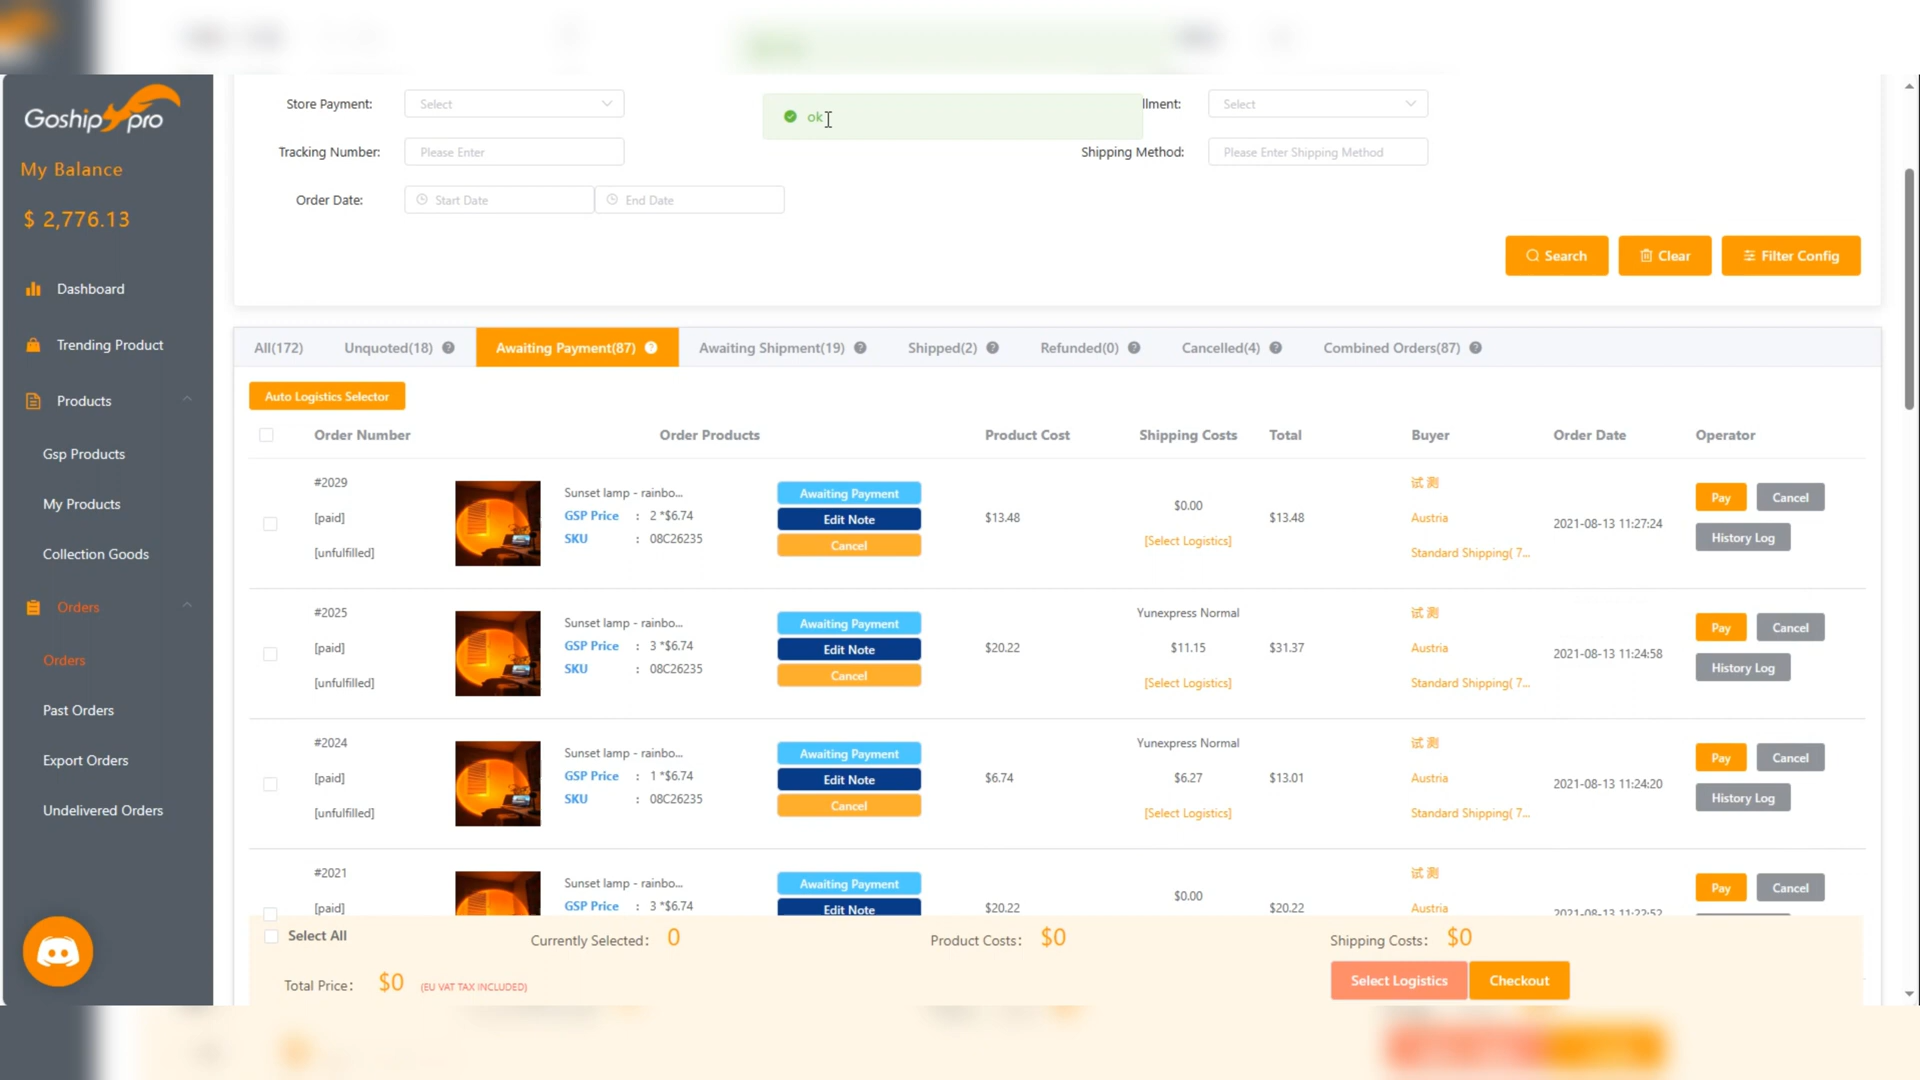 Goship pro
My Balance
$ 2,776.13
Dashboard
Trending Product
Products
Gsp Products
My Products
Collection Goods
Orders
Orders
Past Orders
Export Orders
Undelivered Orders
Store Payment: Select
ok
llment: Select
Tracking Number: Please Enter
Shipping Method: Please Enter Shipping Method
Order Date: Start Date End Date
Search Clear Filter Config
All(172) Unquoted(18) Awaiting Payment(87) Awaiting Shipment(19) Shipped(2) Refunded(0) Cancelled(4) Combined Orders(87)
Auto Logistics Selector
Order Number Order Products Product Cost Shipping Costs Total Buyer Order Date Operator
#2029
[paid]
[unfulfilled]
Sunset lamp - rainbo...
GSP Price : 2 *$6.74
SKU : 08C26235
Awaiting Payment
Edit Note
Cancel
$13.48
$0.00
[Select Logistics]
$13.48
试 测
Austria
Standard Shipping( 7...
2021-08-13 11:27:24
Pay Cancel
History Log
#2025
[paid]
[unfulfilled]
Sunset lamp - rainbo...
GSP Price : 3 *$6.74
SKU : 08C26235
Awaiting Payment
Edit Note
Cancel
$20.22
Yunexpress Normal
$11.15
[Select Logistics]
$31.37
试 测
Austria
Standard Shipping( 7...
2021-08-13 11:24:58
Pay Cancel
History Log
#2024
[paid]
[unfulfilled]
Sunset lamp - rainbo...
GSP Price : 1 *$6.74
SKU : 08C26235
Awaiting Payment
Edit Note
Cancel
$6.74
Yunexpress Normal
$6.27
[Select Logistics]
$13.01
试 测
Austria
Standard Shipping( 7...
2021-08-13 11:24:20
Pay Cancel
History Log
#2021
[paid]
Sunset lamp - rainbo...
GSP Price : 3 *$6.74
Awaiting Payment
Edit Note
$20.22
$0.00
$20.22
试 测
Austria
2021-08-13 11:22:52
Pay Cancel
Select All
Currently Selected: 0
Product Costs: $0
Shipping Costs: $0
Total Price: $0 (EU VAT TAX INCLUDED)
Select Logistics Checkout